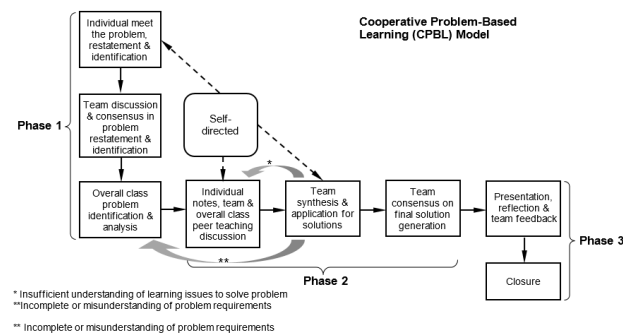 Cooperative Problem-Based
Learning (CPBL) Model
Individual meet
the problem,
restatement &
identification
Phase 1
Team discussion
& consensus in
problem
restatement &
identification
Self-
directed
*
Overall class
problem
identification &
analysis
Individual
notes, team &
overall class
peer teaching
discussion
Team
synthesis &
application for
solutions
Team
consensus on
final solution
generation
Presentation,
reflection &
team feedback
Phase 3
**
Phase 2
Closure
* Insufficient understanding of learning issues to solve problem
**Incomplete or misunderstanding of problem requirements
** Incomplete or misunderstanding of problem requirements